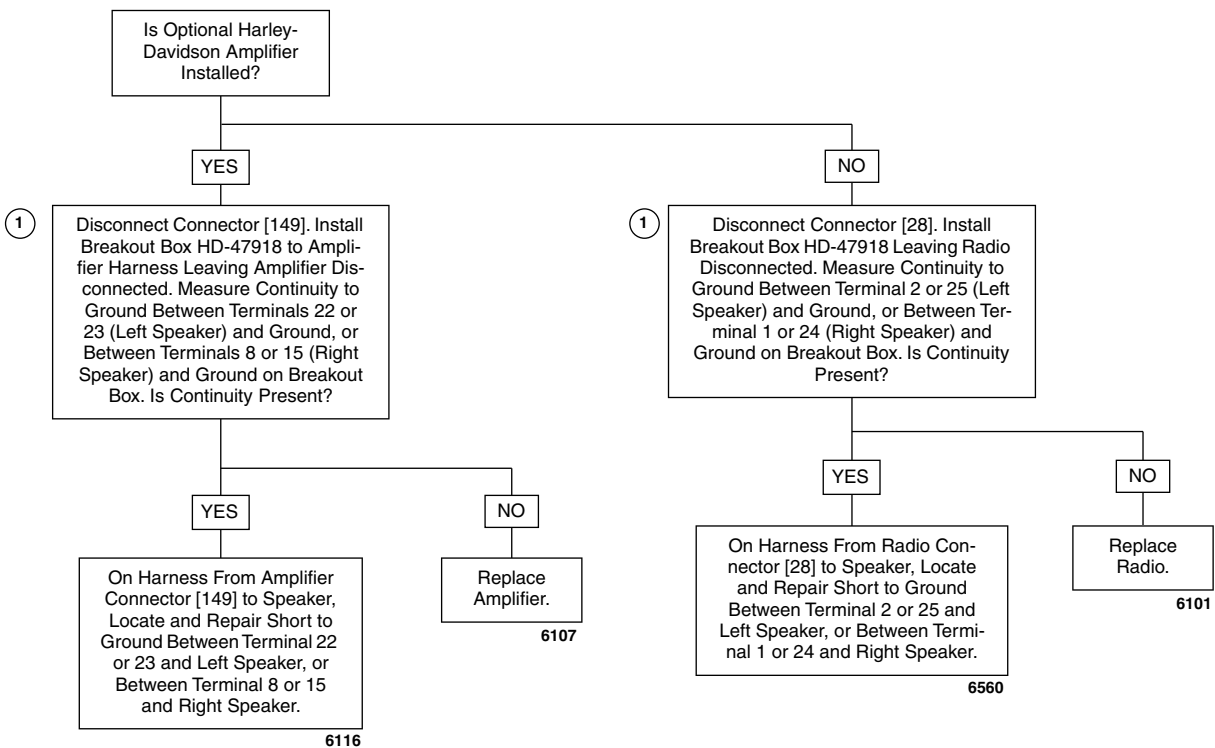 Is Optional Harley-
Davidson Amplifier
Installed?
YES
NO
1
Disconnect Connector [149]. Install
Breakout Box HD-47918 to Ampli-
fier Harness Leaving Amplifier Dis-
connected. Measure Continuity to
Ground Between Terminals 22 or
23 (Left Speaker) and Ground, or
Between Terminals 8 or 15 (Right
Speaker) and Ground on Breakout
Box. Is Continuity Present?
1
Disconnect Connector [28]. Install
Breakout Box HD-47918 Leaving Radio
Disconnected. Measure Continuity to
Ground Between Terminal 2 or 25 (Left
Speaker) and Ground, or Between Ter-
minal 1 or 24 (Right Speaker) and
Ground on Breakout Box. Is Continuity
Present?
YES
NO
YES
NO
On Harness From Amplifier
Connector [149] to Speaker,
Locate and Repair Short to
Ground Between Terminal 22
or 23 and Left Speaker, or
Between Terminal 8 or 15
and Right Speaker.
6116
Replace
Amplifier.
6107
On Harness From Radio Con-
nector [28] to Speaker, Locate
and Repair Short to Ground
Between Terminal 2 or 25 and
Left Speaker, or Between Termi-
nal 1 or 24 and Right Speaker.
6560
Replace
Radio.
6101